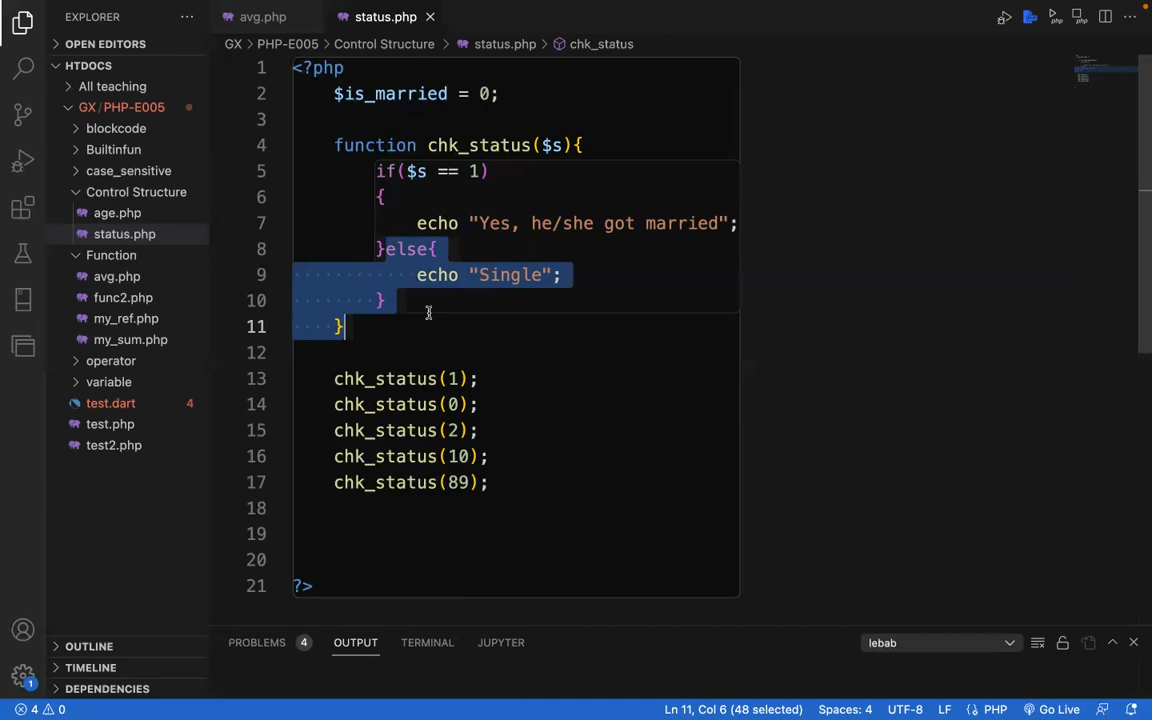 EXPLORER
avg.php
status.php
OPEN EDITORS
GX > PHP-E005 > Control Structure > status.php > chk_status
HTDOCS
All teaching
GX / PHP-E005
blockcode
Builtinfun
case_sensitive
Control Structure
age.php
status.php
Function
avg.php
func2.php
my_ref.php
my_sum.php
operator
variable
test.dart 4
test.php
test2.php
OUTLINE
TIMELINE
DEPENDENCIES
1 <?php
2 $is_married = 0;
3
4 function chk_status($s){
5 if($s == 1)
6 {
7 echo "Yes, he/she got married";
8 }else{
9 echo "Single";
10 }
11 }
12
13 chk_status(1);
14 chk_status(0);
15 chk_status(2);
16 chk_status(10);
17 chk_status(89);
18
19
20
21 ?>
PROBLEMS 4 OUTPUT TERMINAL JUPYTER
lebab
1
4 0
Ln 11, Col 6 (48 selected) Spaces: 4 UTF-8 LF {} PHP Go Live